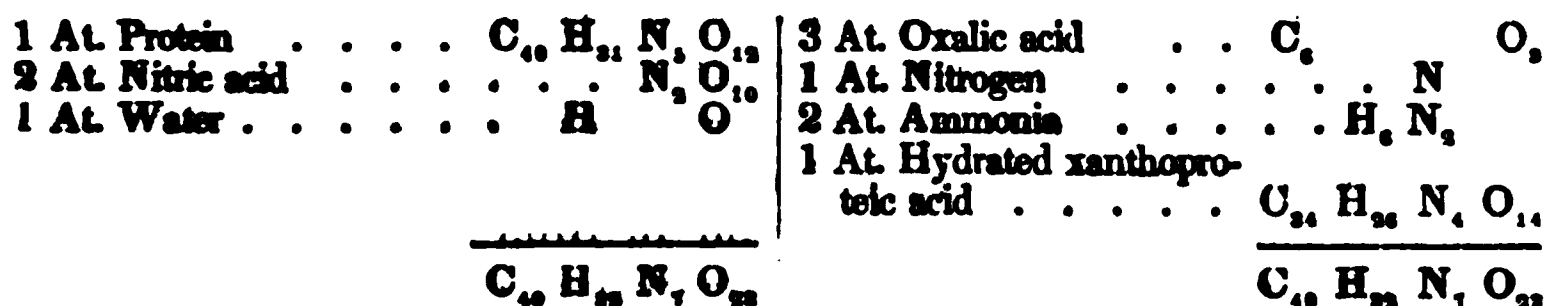 1 At. Protein . . . . C₄₀ H₃₁ N₅ O₁₂
2 At. Nitric acid . . . . . . N₂ O₁₀
1 At. Water . . . . . . H O
C₄₀ H₃₂ N₇ O₂₃
3 At. Oxalic acid . . C₆ O₉
1 At. Nitrogen . . . . . . N
2 At. Ammonia . . . . . H₆ N₂
1 At. Hydrated xanthopro-
teic acid . . . . . C₃₄ H₂₆ N₄ O₁₄
C₄₀ H₃₂ N₇ O₂₃